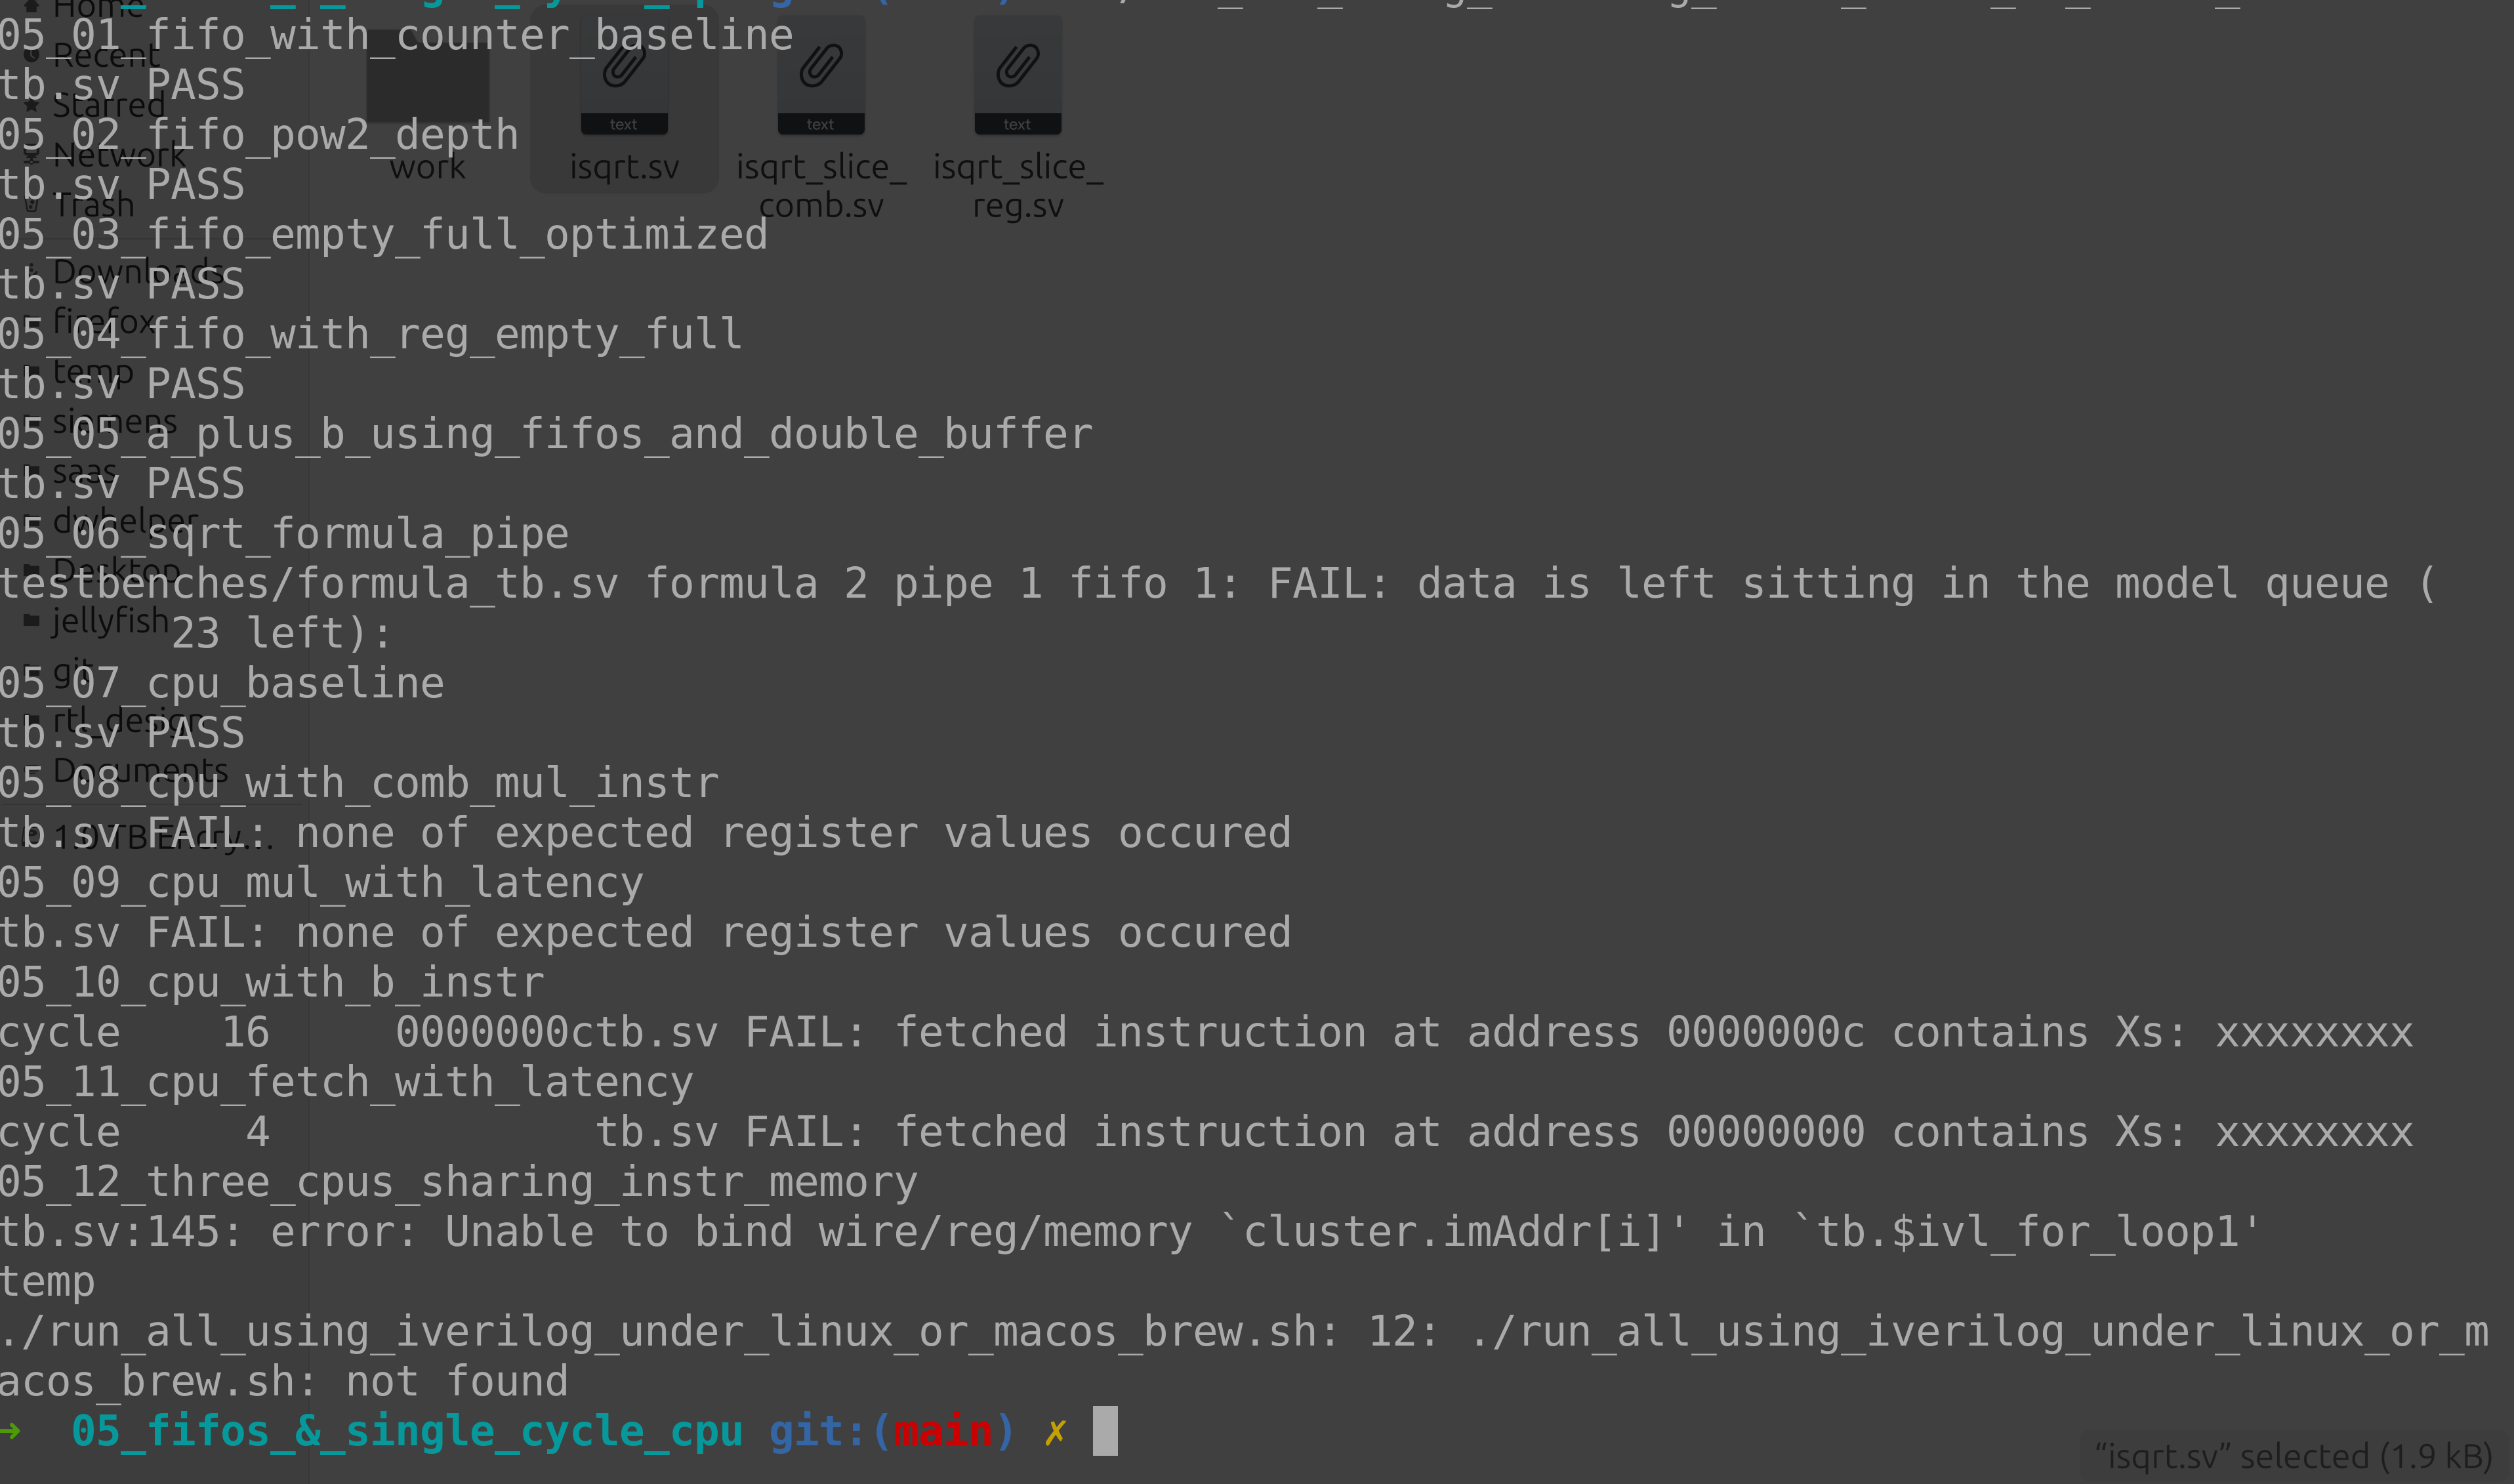 05_01_fifo_with_counter_baseline
tb.sv PASS
05_02_fifo_pow2_depth
tb.sv PASS
05_03_fifo_empty_full_optimized
tb.sv PASS
05_04_fifo_with_reg_empty_full
tb.sv PASS
05_05_a_plus_b_using_fifos_and_double_buffer
tb.sv PASS
05_06_sqrt_formula_pipe
testbenches/formula_tb.sv formula 2 pipe 1 fifo 1: FAIL: data is left sitting in the model queue (
23 left):
05_07_cpu_baseline
tb.sv PASS
05_08_cpu_with_comb_mul_instr
tb.sv FAIL: none of expected register values occured
05_09_cpu_mul_with_latency
tb.sv FAIL: none of expected register values occured
05_10_cpu_with_b_instr
cycle    16     0000000ctb.sv FAIL: fetched instruction at address 0000000c contains Xs: xxxxxxxx
05_11_cpu_fetch_with_latency
cycle     4             tb.sv FAIL: fetched instruction at address 00000000 contains Xs: xxxxxxxx
05_12_three_cpus_sharing_instr_memory
tb.sv:145: error: Unable to bind wire/reg/memory `cluster.imAddr[i]' in `tb.$ivl_for_loop1'
temp
./run_all_using_iverilog_under_linux_or_macos_brew.sh: 12: ./run_all_using_iverilog_under_linux_or_m
acos_brew.sh: not found
➜  05_fifos_&_single_cycle_cpu git:(main) ✗
Home
Recent
Starred
Network
Trash
Downloads
firefox
temp
siemens
saas
dwhelper
Desktop
jellyfish
git
rtl_design
Documents
1.0 TB Encry…
text
text
text
work
isqrt.sv
isqrt_slice_
comb.sv
isqrt_slice_
reg.sv
“isqrt.sv” selected (1.9 kB)